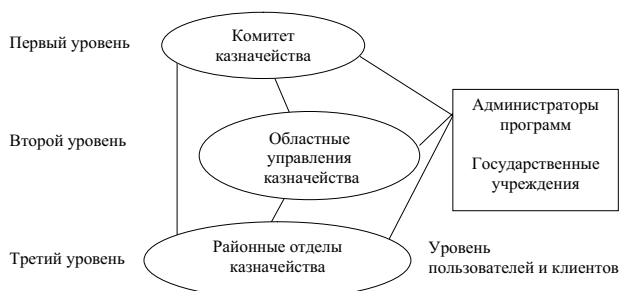 Первый уровень
Комитет
казначейства
Администраторы
программ
Второй уровень
Областные
управления
казначейства
Государственные
учреждения
Третий уровень
Районные отделы
казначейства
Уровень
пользователей и клиентов